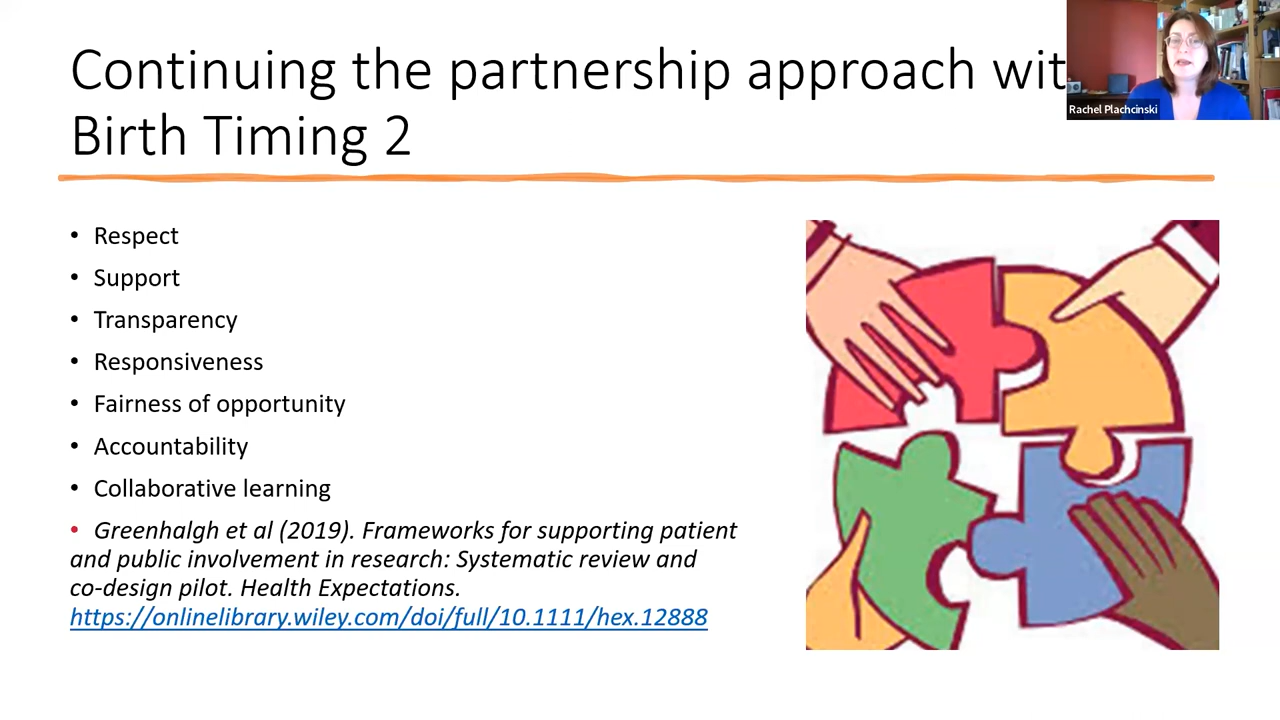 Continuing the partnership approach wit
Birth Timing 2
Rachel Plachcinski
• Respect
• Support
• Transparency
• Responsiveness
• Fairness of opportunity
• Accountability
• Collaborative learning
• Greenhalgh et al (2019). Frameworks for supporting patient
and public involvement in research: Systematic review and
co-design pilot. Health Expectations.
https://onlinelibrary.wiley.com/doi/full/10.1111/hex.12888